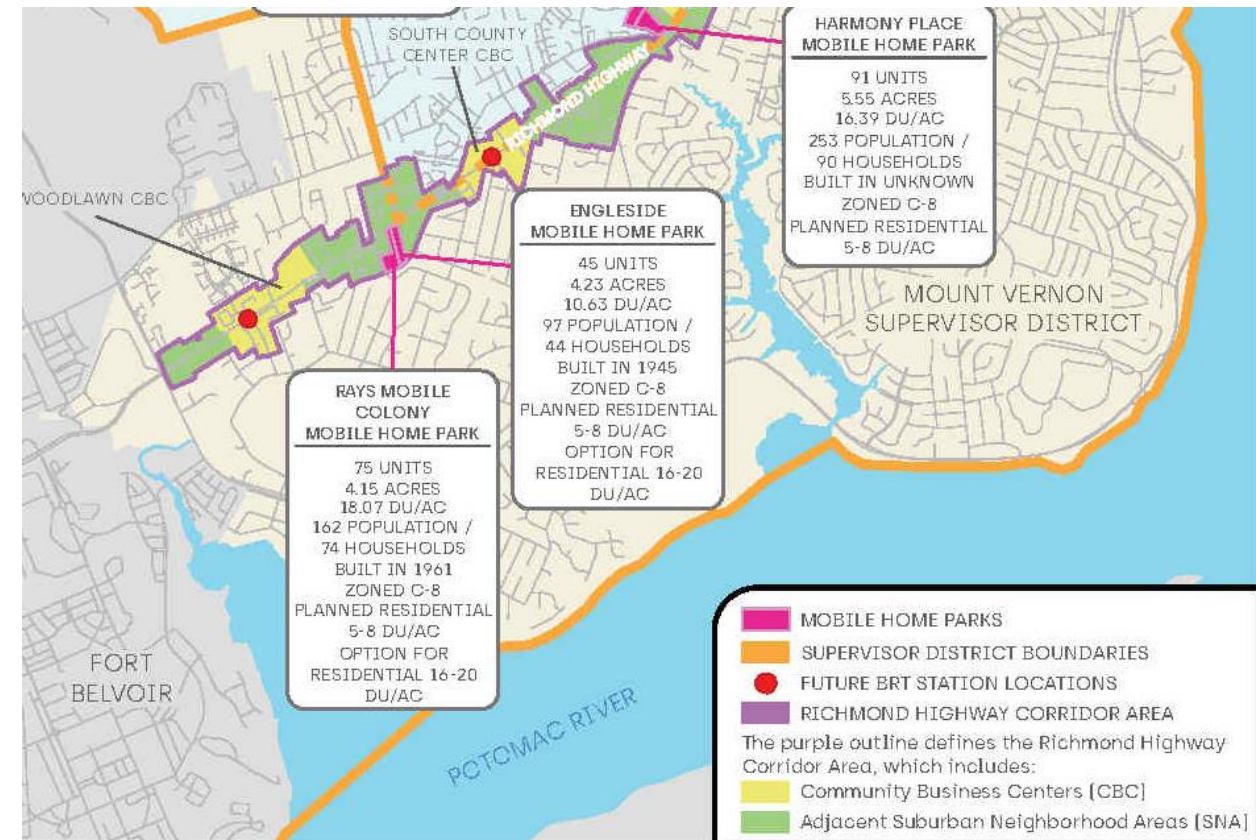 SOUTH COUNTY
CENTER CBC
RICHMOND HIGHWAY
HARMONY PLACE
MOBILE HOME PARK
91 UNITS
5.55 ACRES
16.39 DU/AC
253 POPULATION /
90 HOUSEHOLDS
BUILT IN UNKNOWN
ZONED C-8
PLANNED RESIDENTIAL
5-8 DU/AC
WOODLAWN CBC
ENGLESIDE
MOBILE HOME PARK
45 UNITS
4.23 ACRES
10.63 DU/AC
97 POPULATION /
44 HOUSEHOLDS
BUILT IN 1945
ZONED C-8
PLANNED RESIDENTIAL
5-8 DU/AC
OPTION FOR
RESIDENTIAL 16-20
DU/AC
MOUNT VERNON
SUPERVISOR DISTRICT
RAYS MOBILE
COLONY
MOBILE HOME PARK
75 UNITS
4.15 ACRES
18.07 DU/AC
162 POPULATION /
74 HOUSEHOLDS
BUILT IN 1961
ZONED C-8
PLANNED RESIDENTIAL
5-8 DU/AC
OPTION FOR
RESIDENTIAL 16-20
DU/AC
FORT
BELVOIR
POTOMAC RIVER
MOBILE HOME PARKS
SUPERVISOR DISTRICT BOUNDARIES
FUTURE BRT STATION LOCATIONS
RICHMOND HIGHWAY CORRIDOR AREA
The purple outline defines the Richmond Highway
Corridor Area, which includes:
Community Business Centers [CBC]
Adjacent Suburban Neighborhood Areas [SNA]